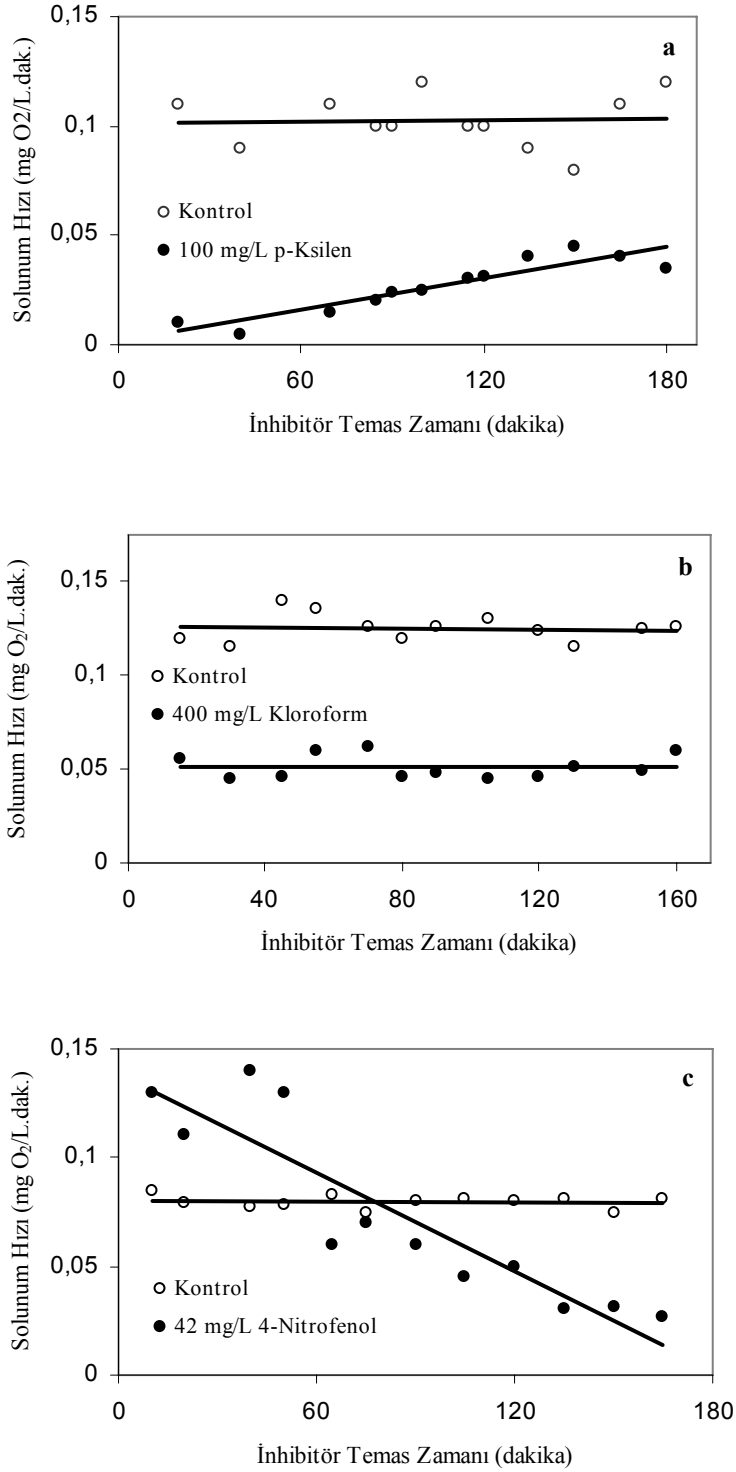 0,15
a
0,1
Kontrol
100 mg/L p-Ksilen
0,05
0
0 60 120 180
Solunum Hızı (mg O2/L.dak.)
İnhibitör Temas Zamanı (dakika)
b
0,15
0,1
Kontrol
400 mg/L Kloroform
0,05
0
0 40 80 120 160
Solunum Hızı (mg O₂/L.dak.)
İnhibitör Temas Zamanı (dakika)
0,15
c
0,1
0,05
Kontrol
42 mg/L 4-Nitrofenol
0
0 60 120 180
Solunum Hızı (mg O₂/L.dak.)
İnhibitör Temas Zamanı (dakika)